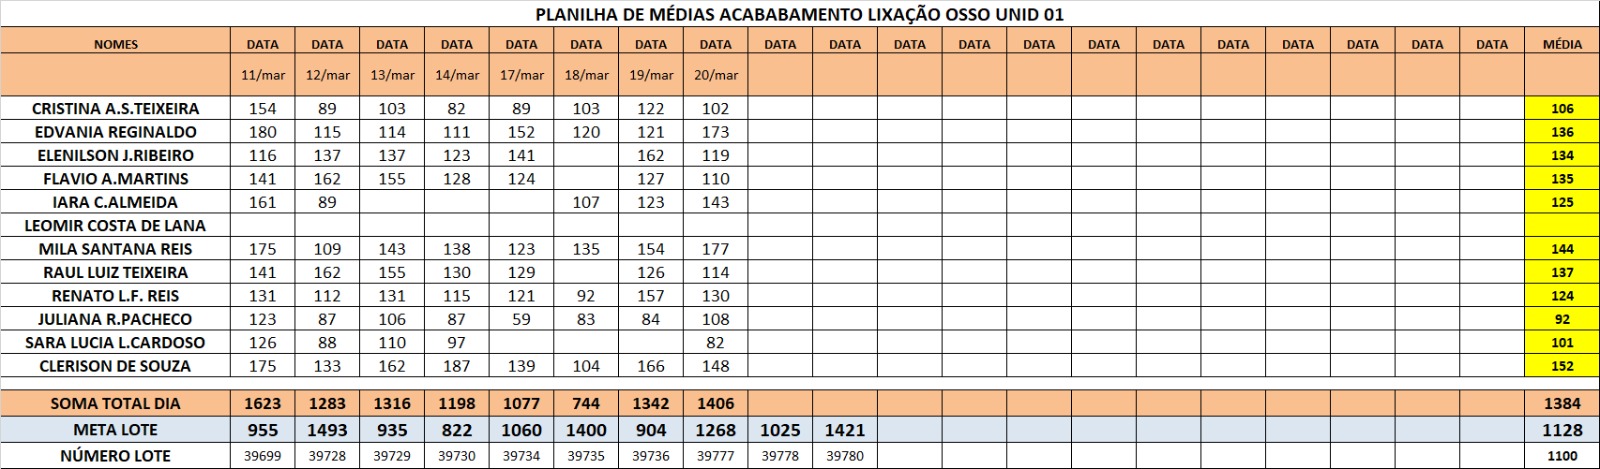 PLANILHA DE MÉDIAS ACABABAMENTO LIXAÇÃO OSSO UNID 01
NOMES DATA DATA DATA DATA DATA DATA DATA DATA DATA DATA DATA DATA DATA DATA DATA DATA DATA DATA DATA DATA MÉDIA
11/mar 12/mar 13/mar 14/mar 17/mar 18/mar 19/mar 20/mar
CRISTINA A.S.TEIXEIRA 154 89 103 82 89 103 122 102 106
EDVANIA REGINALDO 180 115 114 111 152 120 121 173 136
ELENILSON J.RIBEIRO 116 137 137 123 141 162 119 134
FLAVIO A.MARTINS 141 162 155 128 124 127 110 135
IARA C.ALMEIDA 161 89 107 123 143 125
LEOMIR COSTA DE LANA
MILA SANTANA REIS 175 109 143 138 123 135 154 177 144
RAUL LUIZ TEIXEIRA 141 162 155 130 129 126 114 137
RENATO L.F. REIS 131 112 131 115 121 92 157 130 124
JULIANA R.PACHECO 123 87 106 87 59 83 84 108 92
SARA LUCIA L.CARDOSO 126 88 110 97 82 101
CLERISON DE SOUZA 175 133 162 187 139 104 166 148 152
SOMA TOTAL DIA 1623 1283 1316 1198 1077 744 1342 1406 1384
META LOTE 955 1493 935 822 1060 1400 904 1268 1025 1421 1128
NÚMERO LOTE 39699 39728 39729 39730 39734 39735 39736 39777 39778 39780 1100